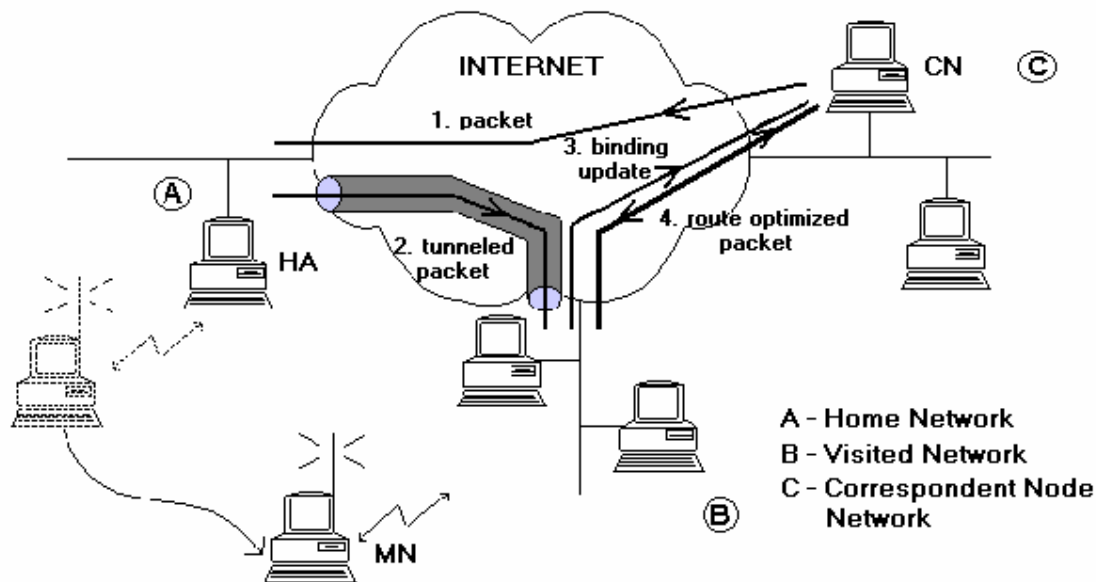 INTERNET
CN
C
1. packet
3. binding
update
A
4. route optimized
packet
2. tunneled
packet
HA
A - Home Network
B - Visited Network
C - Correspondent Node
Network
B
MN